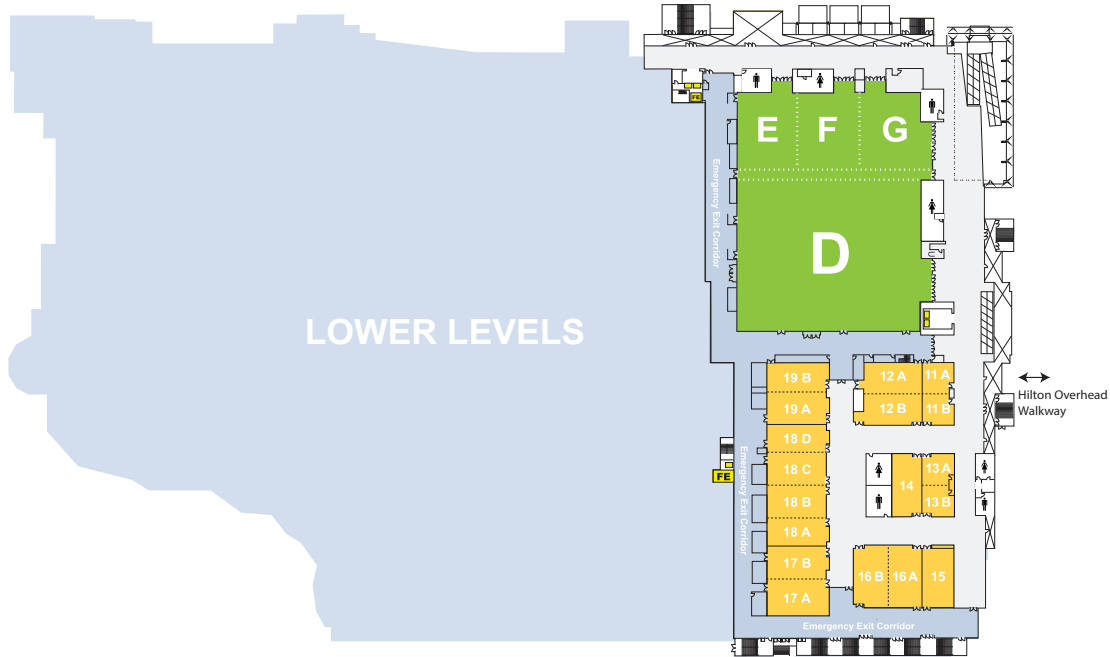 FE
E
F
G
Emergency Exit Corridor
D
LOWER LEVELS
19 B
12 A
11 A
Hilton Overhead
Walkway
19 A
12 B
11 B
18 D
18 C
13 A
FE
14
Emergency Exit Corridor
18 B
13 B
18 A
17 B
16 B
16 A
15
17 A
Emergency Exit Corridor